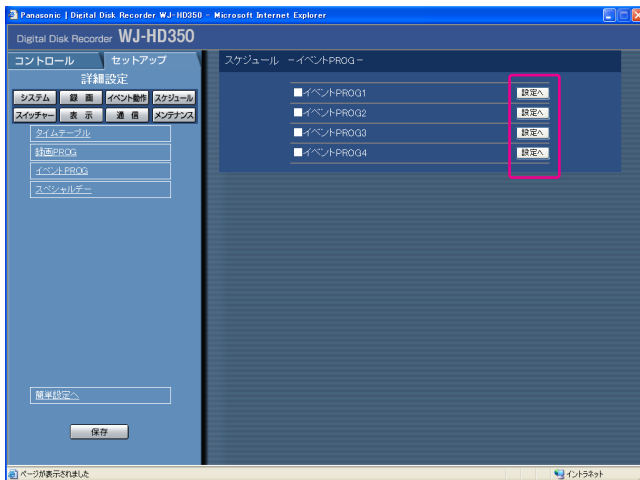 Panasonic | Digital Disk Recorder WJ-HD350 - Microsoft Internet Explorer
Digital Disk Recorder WJ-HD350
コントロール セットアップ
詳細設定
システム 録 画 イベント動作 スケジュール
スイッチャー 表 示 通 信 メンテナンス
タイムテーブル
録画PROG
イベントPROG
スペシャルデー
簡単設定へ
保存
スケジュール -イベントPROG-
■イベントPROG1 設定へ
■イベントPROG2 設定へ
■イベントPROG3 設定へ
■イベントPROG4 設定へ
ページが表示されました イントラネット